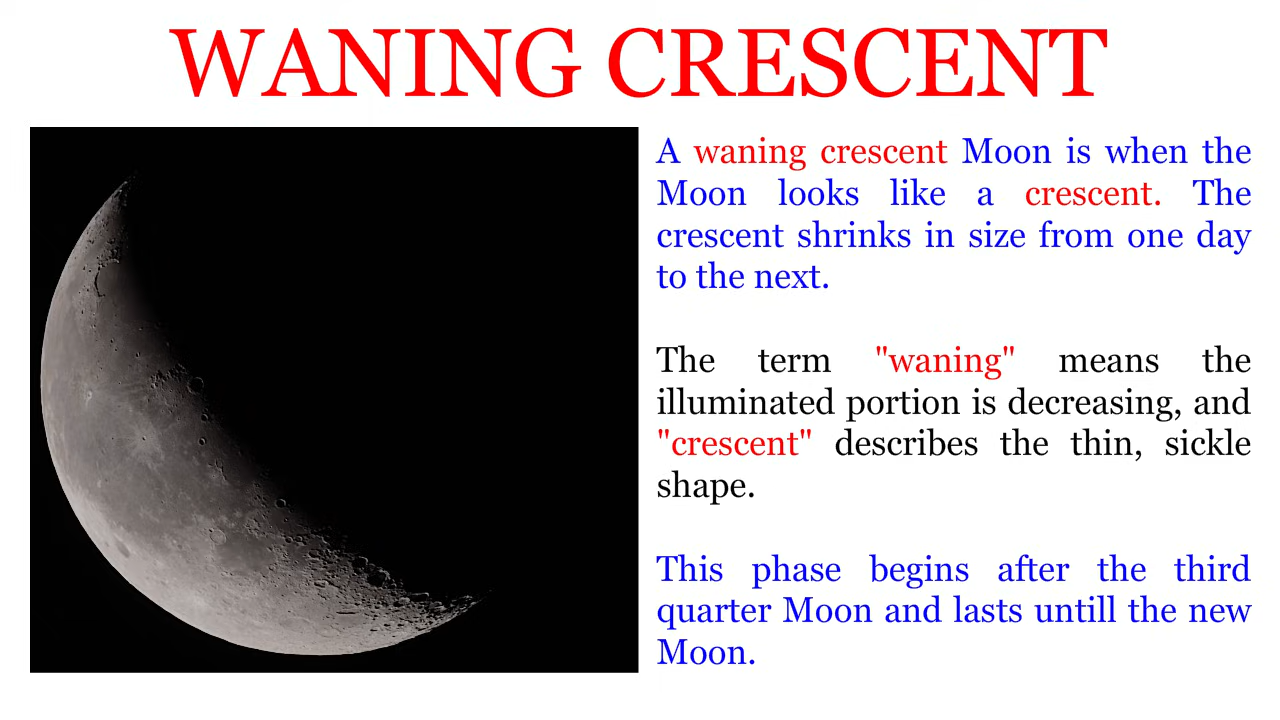 WANING CRESCENT
A waning crescent Moon is when the
Moon looks like a crescent. The
crescent shrinks in size from one day
to the next.
The term "waning" means the
illuminated portion is decreasing, and
"crescent" describes the thin, sickle
shape.
This phase begins after the third
quarter Moon and lasts untill the new
Moon.